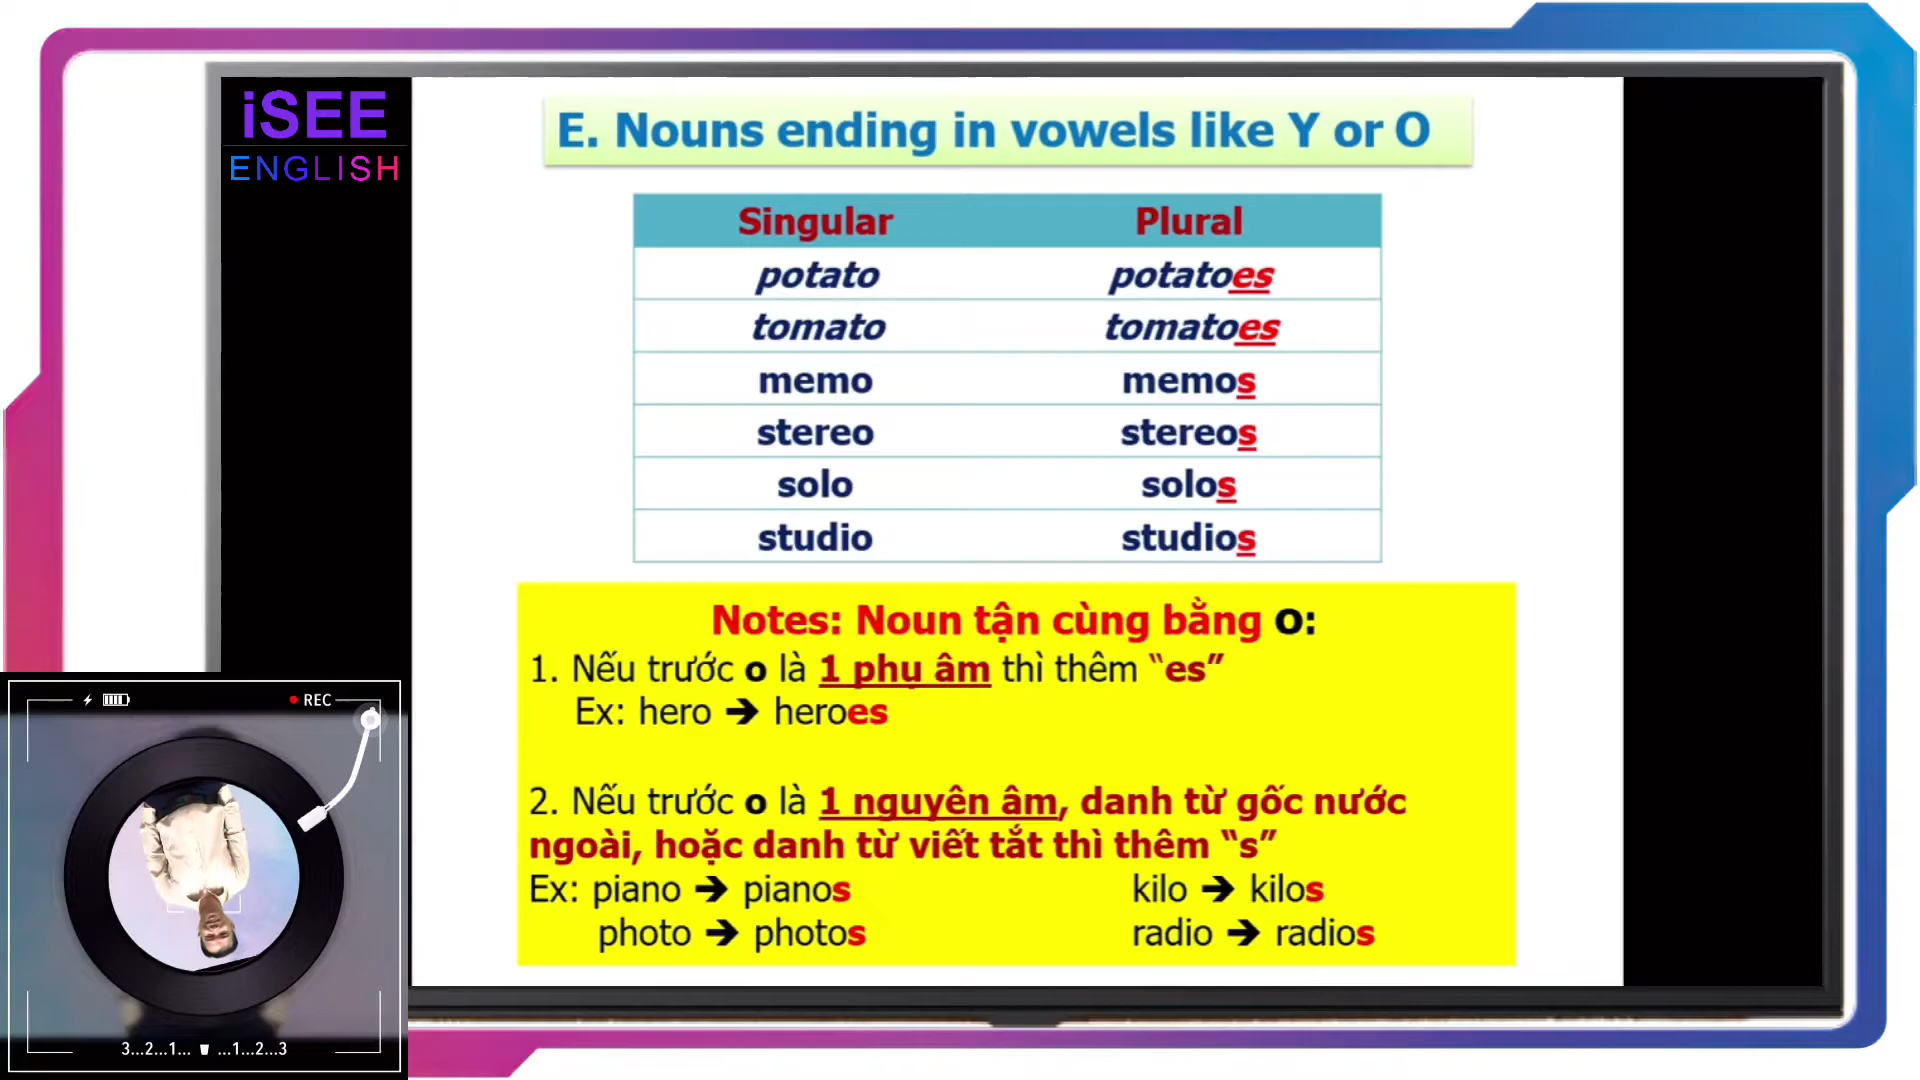 iSEE
ENGLISH
E. Nouns ending in vowels like Y or O
Singular Plural
potato potatoes
tomato tomatoes
memo memos
stereo stereos
solo solos
studio studios
Notes: Noun tận cùng bằng o:
1. Nếu trước o là 1 phụ âm thì thêm “es”
Ex: hero ➔ heroes
2. Nếu trước o là 1 nguyên âm, danh từ gốc nước
ngoài, hoặc danh từ viết tắt thì thêm “s”
Ex: piano ➔ pianos kilo ➔ kilos
photo ➔ photos radio ➔ radios
REC
3...2...1... ...1...2...3